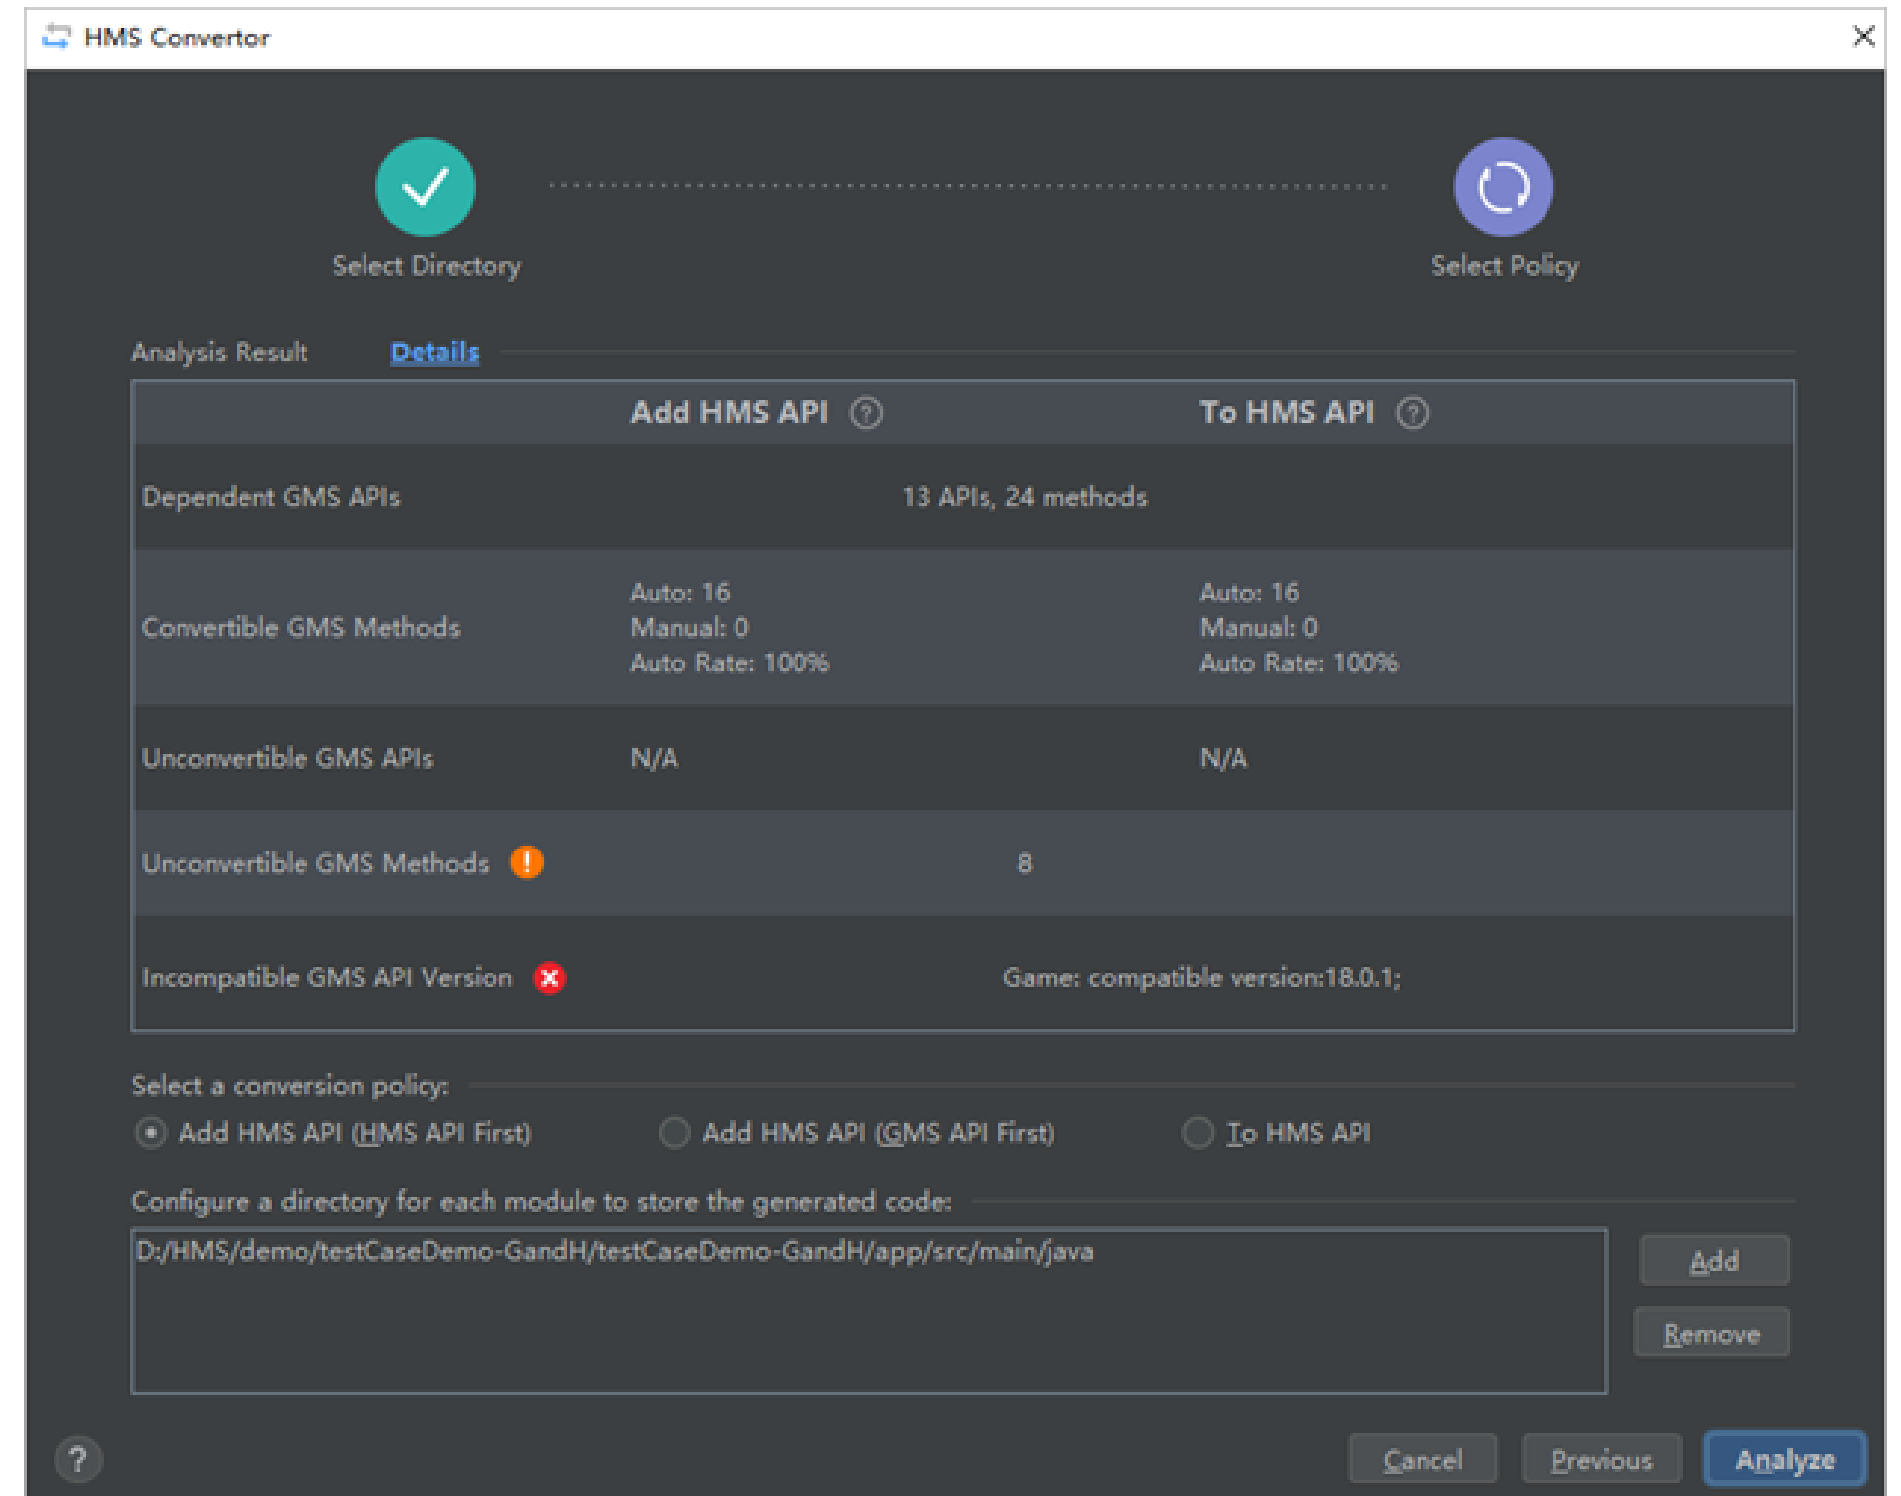 HMS Convertor
Select Directory
Select Policy
Analysis Result Details
Add HMS API ? To HMS API ?
Dependent GMS APIs 13 APIs, 24 methods
Convertible GMS Methods
Auto: 16
Manual: 0
Auto Rate: 100%
Auto: 16
Manual: 0
Auto Rate: 100%
Unconvertible GMS APIs N/A N/A
Unconvertible GMS Methods ! 8
Incompatible GMS API Version Game: compatible version:18.0.1;
Select a conversion policy:
Add HMS API (HMS API First) Add HMS API (GMS API First) To HMS API
Configure a directory for each module to store the generated code:
D:/HMS/demo/testCaseDemo-GandH/testCaseDemo-GandH/app/src/main/java
Add
Remove
? Cancel Previous Analyze